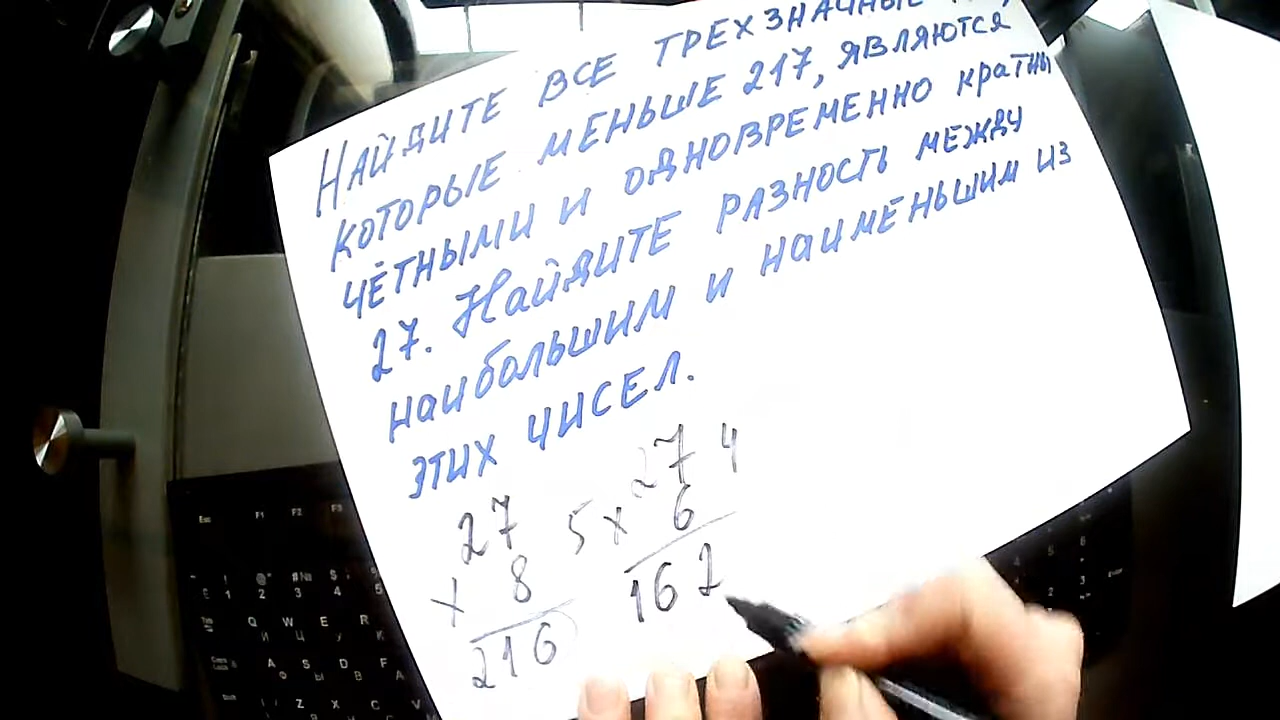 НАЙДИТЕ ВСЕ ТРЕХЗНАЧНЫЕ
КОТОРЫЕ МЕНЬШЕ 217, ЯВЛЯЮТСЯ
ЧЁТНЫМИ И ОДНОВРЕМЕННО кратны
27. Найдите разность между
наибольшим и наименьшим из
этих чисел.
27 5 27 4
× 8 × 6
216 162